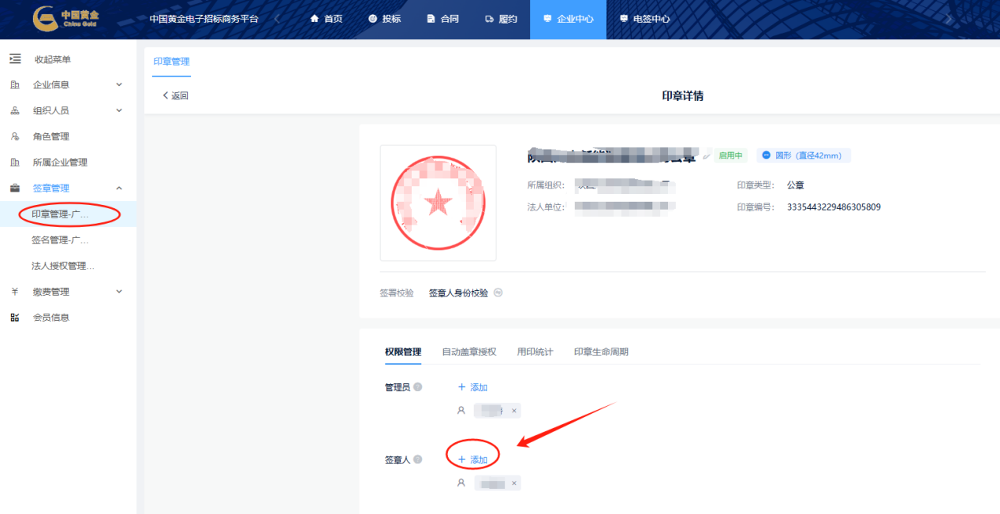 中国黄金
China Gold
中国黄金电子招标商务平台
首页
投标
合同
履约
企业中心
电签中心
收起菜单
企业信息
组织人员
角色管理
所属企业管理
签章管理
印章管理-广...
签名管理-广...
法人授权管理...
缴费管理
会员信息
印章管理
返回
印章详情
启用中
圆形（直径42mm）
所属组织：
印章类型： 公章
法人单位：
印章编号： 3335443229486305809
签署校验 签章人身份校验
权限管理 自动盖章授权 用印统计 印章生命周期
管理员 + 添加
签章人 + 添加